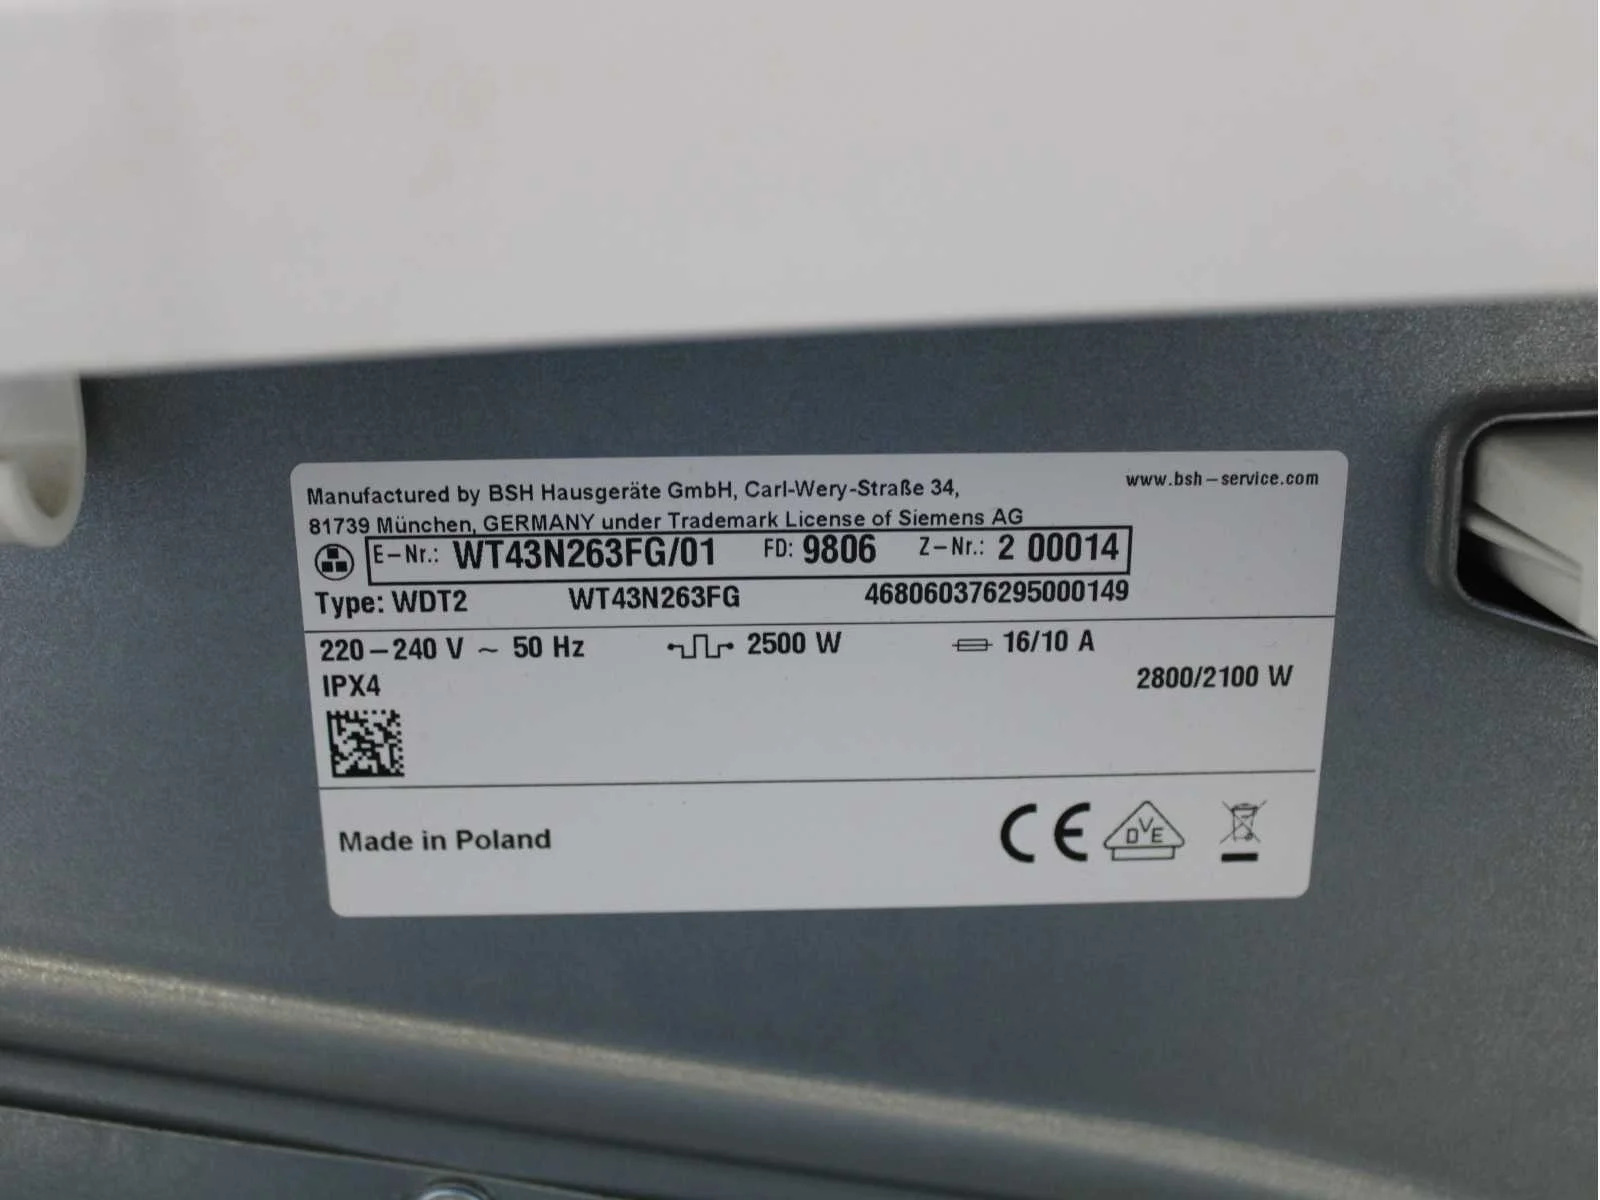 Manufactured by BSH Hausgeräte GmbH, Carl-Wery-Straße 34,
www.bsh-service.com
81739 München, GERMANY under Trademark License of Siemens AG
E-Nr.: WT43N263FG/01 FD: 9806 Z-Nr.: 2 00014
Type: WDT2 WT43N263FG 468060376295000149
220-240 V ~ 50 Hz 2500 W 16/10 A
IPX4 2800/2100 W
Made in Poland CE DVE